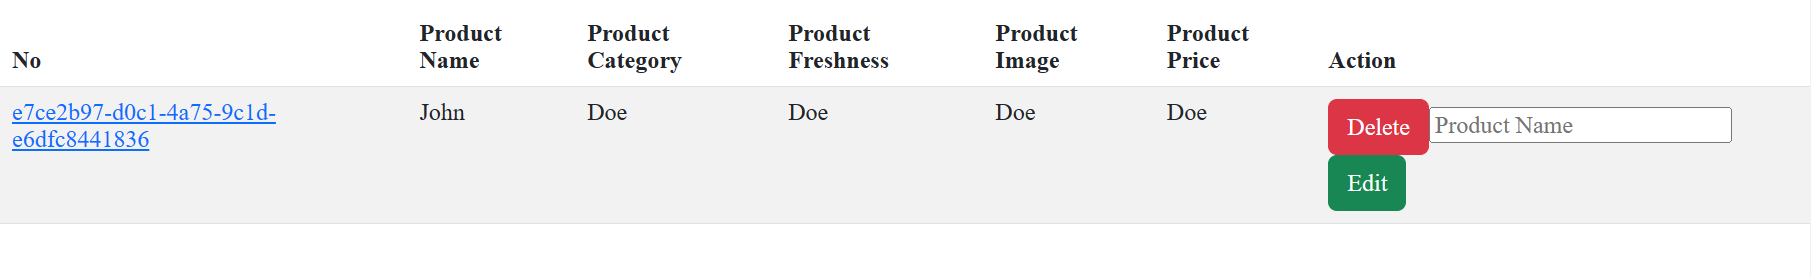 No
Product Name
Product Category
Product Freshness
Product Image
Product Price
Action
e7ce2b97-d0c1-4a75-9c1d-
e6dfc8441836
John
Doe
Doe
Doe
Doe
Delete
Product Name
Edit